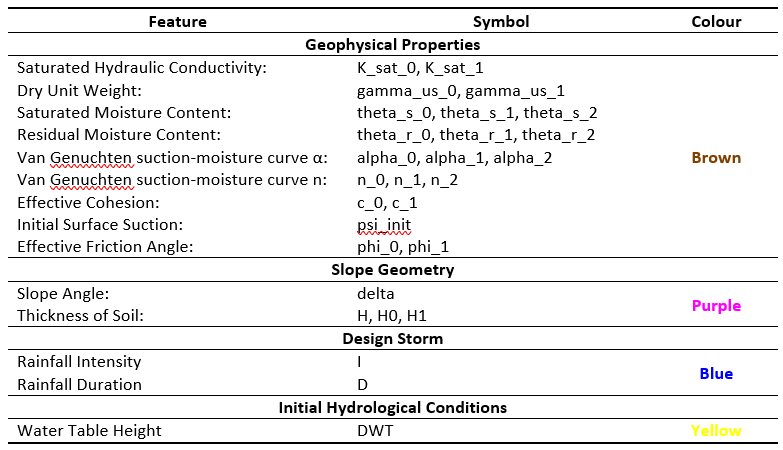 Feature Symbol Colour
Geophysical Properties
Saturated Hydraulic Conductivity: K_sat_0, K_sat_1
Dry Unit Weight: gamma_us_0, gamma_us_1
Saturated Moisture Content: theta_s_0, theta_s_1, theta_s_2
Residual Moisture Content: theta_r_0, theta_r_1, theta_r_2
Van Genuchten suction-moisture curve α: alpha_0, alpha_1, alpha_2 Brown
Van Genuchten suction-moisture curve n: n_0, n_1, n_2
Effective Cohesion: c_0, c_1
Initial Surface Suction: psi_init
Effective Friction Angle: phi_0, phi_1
Slope Geometry
Slope Angle: delta
Thickness of Soil: H, H0, H1
Purple
Design Storm
Rainfall Intensity I
Rainfall Duration D
Blue
Initial Hydrological Conditions
Water Table Height DWT Yellow